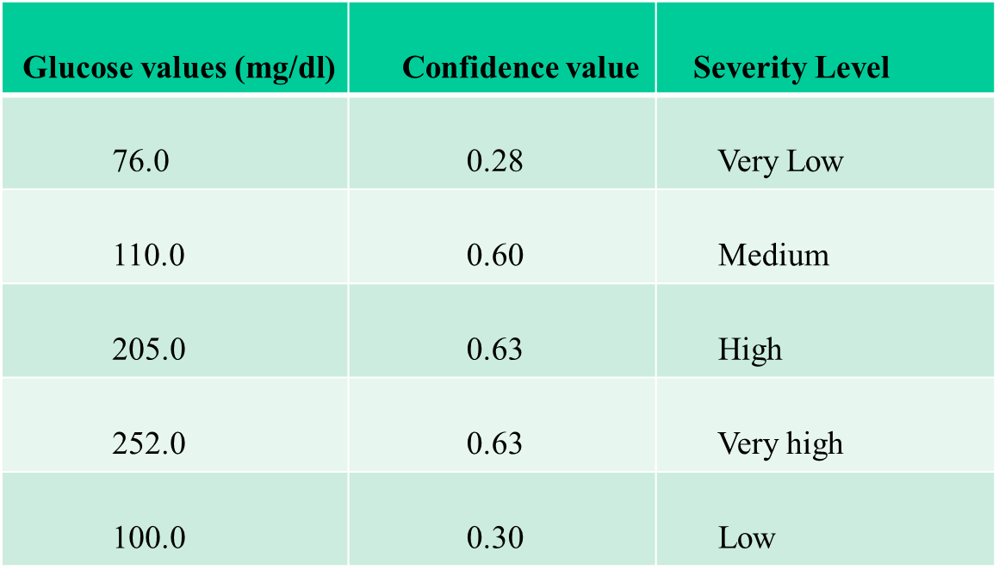 Glucose values (mg/dl) Confidence value Severity Level
76.0 0.28 Very Low
110.0 0.60 Medium
205.0 0.63 High
252.0 0.63 Very high
100.0 0.30 Low